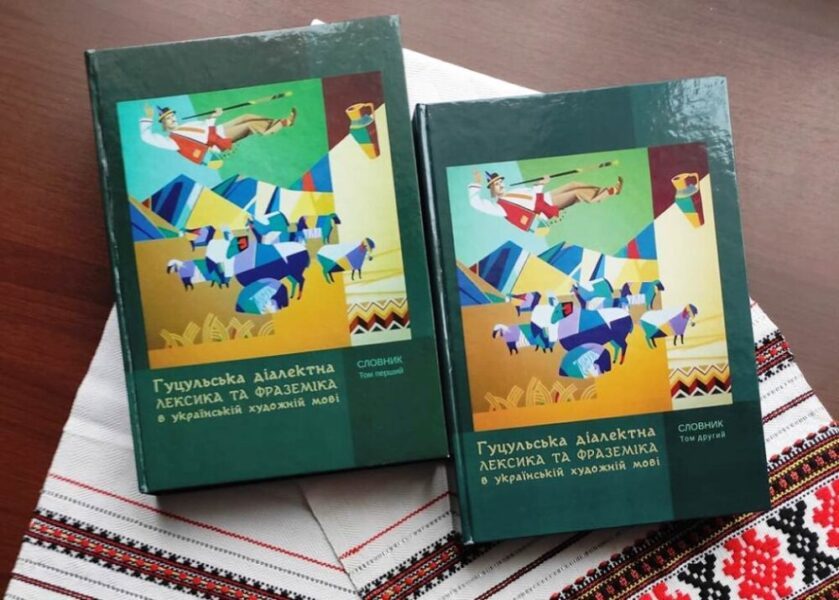 Гуцульська діалектна
лексика та фраземіка
в українській художній мові
СЛОВНИК
Том перший
Гуцульська діалектна
лексика та фраземіка
в українській художній мові
СЛОВНИК
Том другий